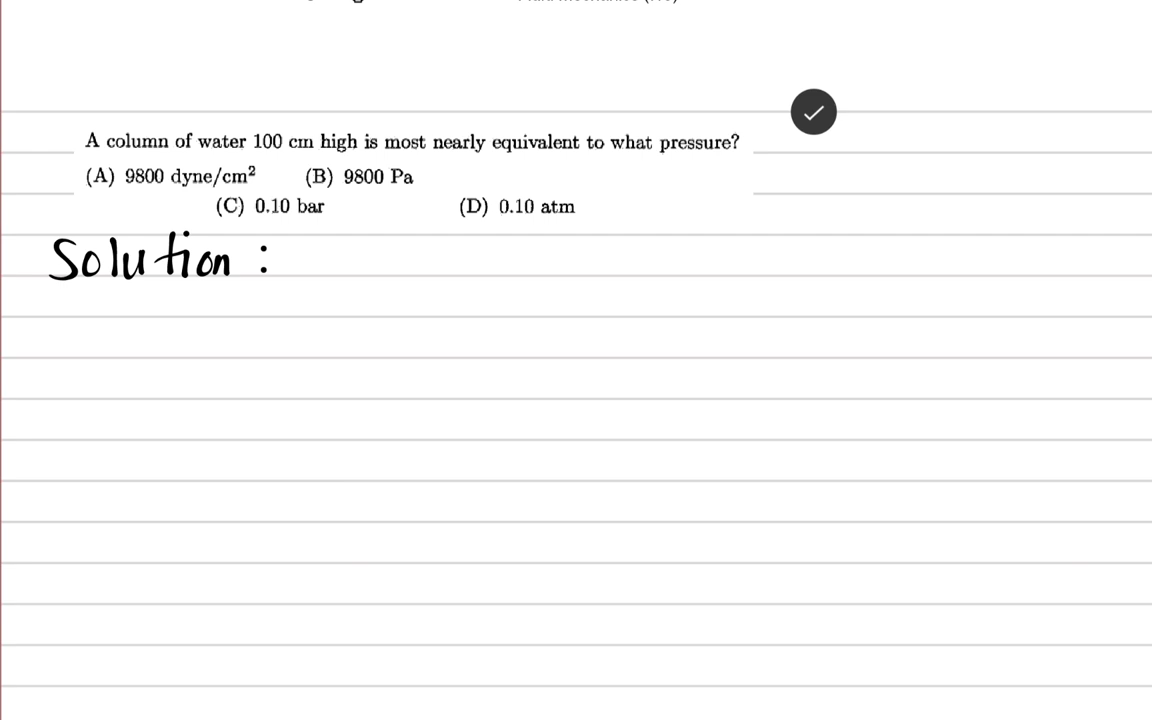 A column of water 100 cm high is most nearly equivalent to what pressure?
(A) 9800 dyne/cm² (B) 9800 Pa
(C) 0.10 bar (D) 0.10 atm
Solution :